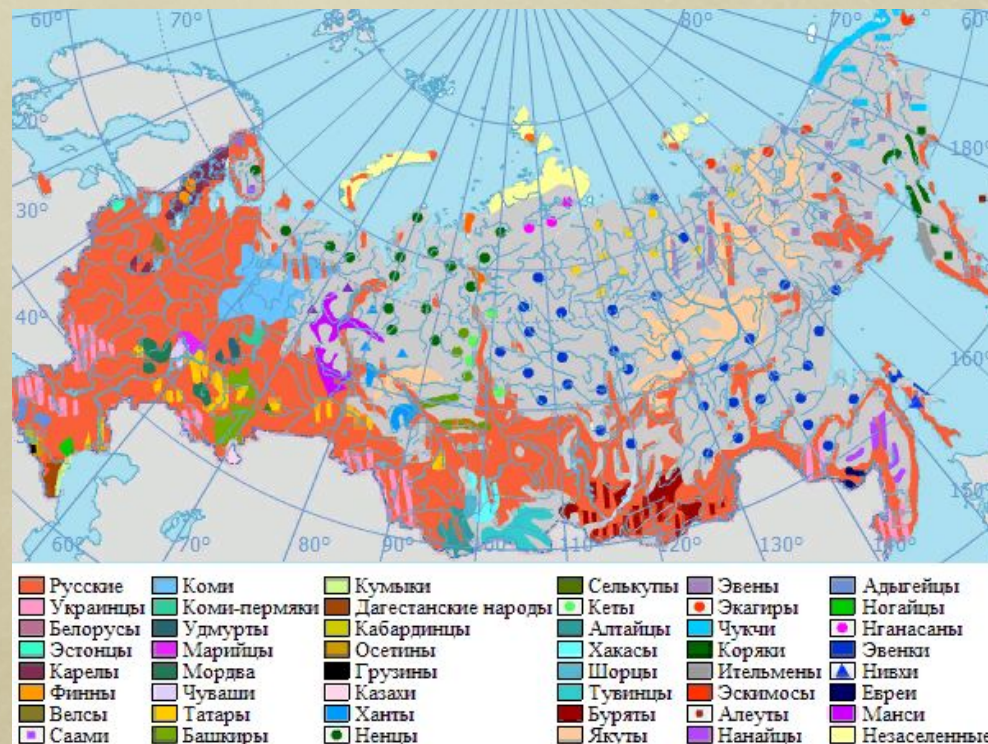 60° 70° 80° 70° 60°
20°
180°
30°
40°
160°
150°
60° 70° 80° 90° 100 110° 120° 130° 140°
Русские Коми Кумыки Селькупы Эвены Адыгейцы
Украинцы Коми-пермяки Дагестанские народы Кеты Экагиры Ногайцы
Белорусы Удмурты Кабардинцы Алтайцы Чукчи Нганасаны
Эстонцы Марийцы Осетины Хакасы Коряки Эвенки
Карелы Мордва Грузины Шорцы Ительмены Нивхи
Финны Чуваши Казахи Тувинцы Эскимосы Евреи
Велсы Татары Ханты Буряты Алеуты Манси
Саами Башкиры Ненцы Якуты Нанайцы Незаселенные